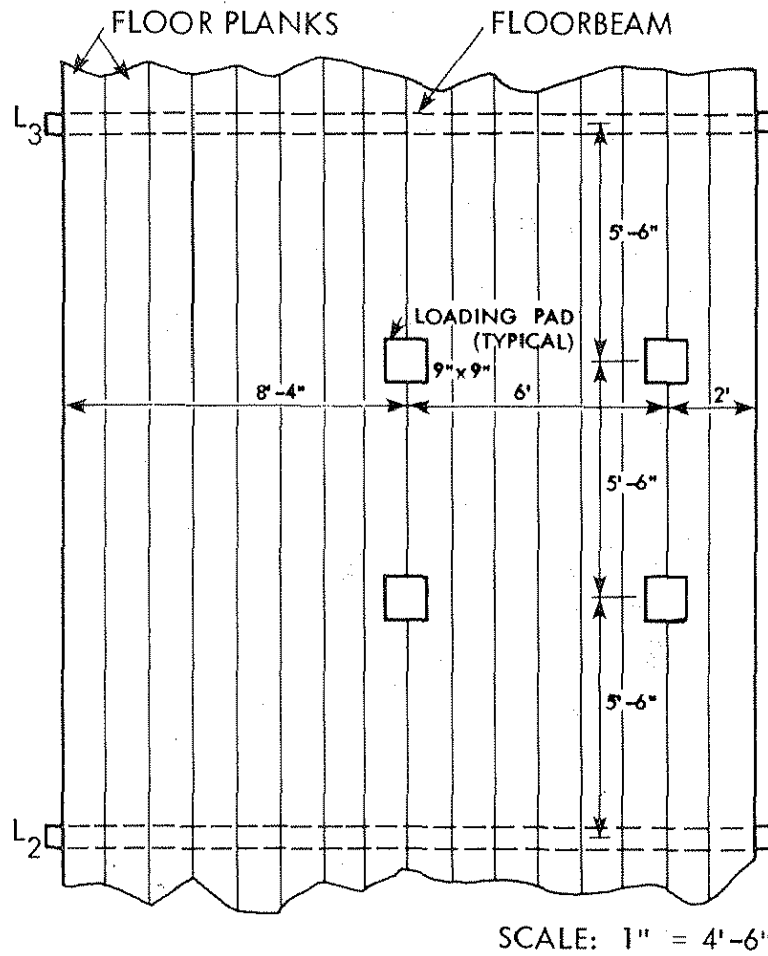 FLOOR PLANKS
FLOORBEAM
L3
5'-6"
LOADING PAD
(TYPICAL)
9"x9"
8'-4"
6'
2'
5'-6"
5'-6"
L2
SCALE: 1" = 4'-6"